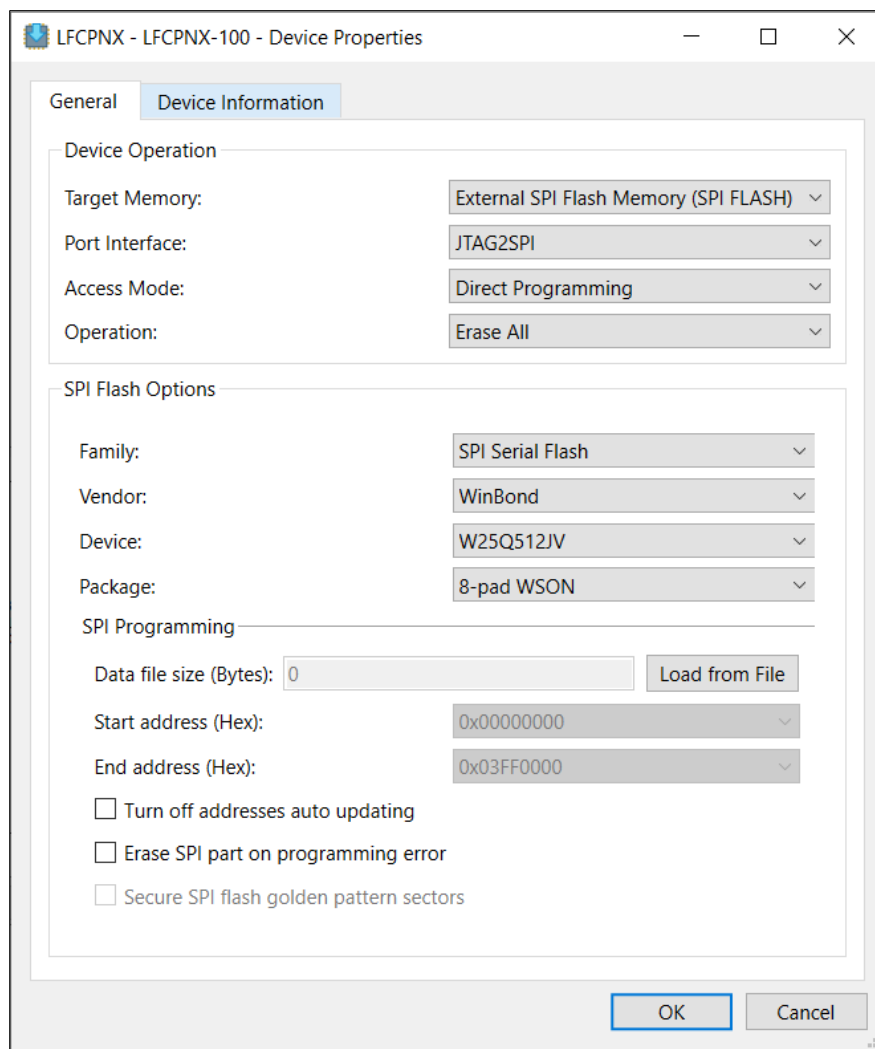 LFCPNX - LFCPNX-100 - Device Properties
General Device Information
Device Operation
Target Memory: External SPI Flash Memory (SPI FLASH)
Port Interface: JTAG2SPI
Access Mode: Direct Programming
Operation: Erase All
SPI Flash Options
Family: SPI Serial Flash
Vendor: WinBond
Device: W25Q512JV
Package: 8-pad WSON
SPI Programming
Data file size (Bytes): 0 Load from File
Start address (Hex): 0x00000000
End address (Hex): 0x03FF0000
Turn off addresses auto updating
Erase SPI part on programming error
Secure SPI flash golden pattern sectors
OK Cancel